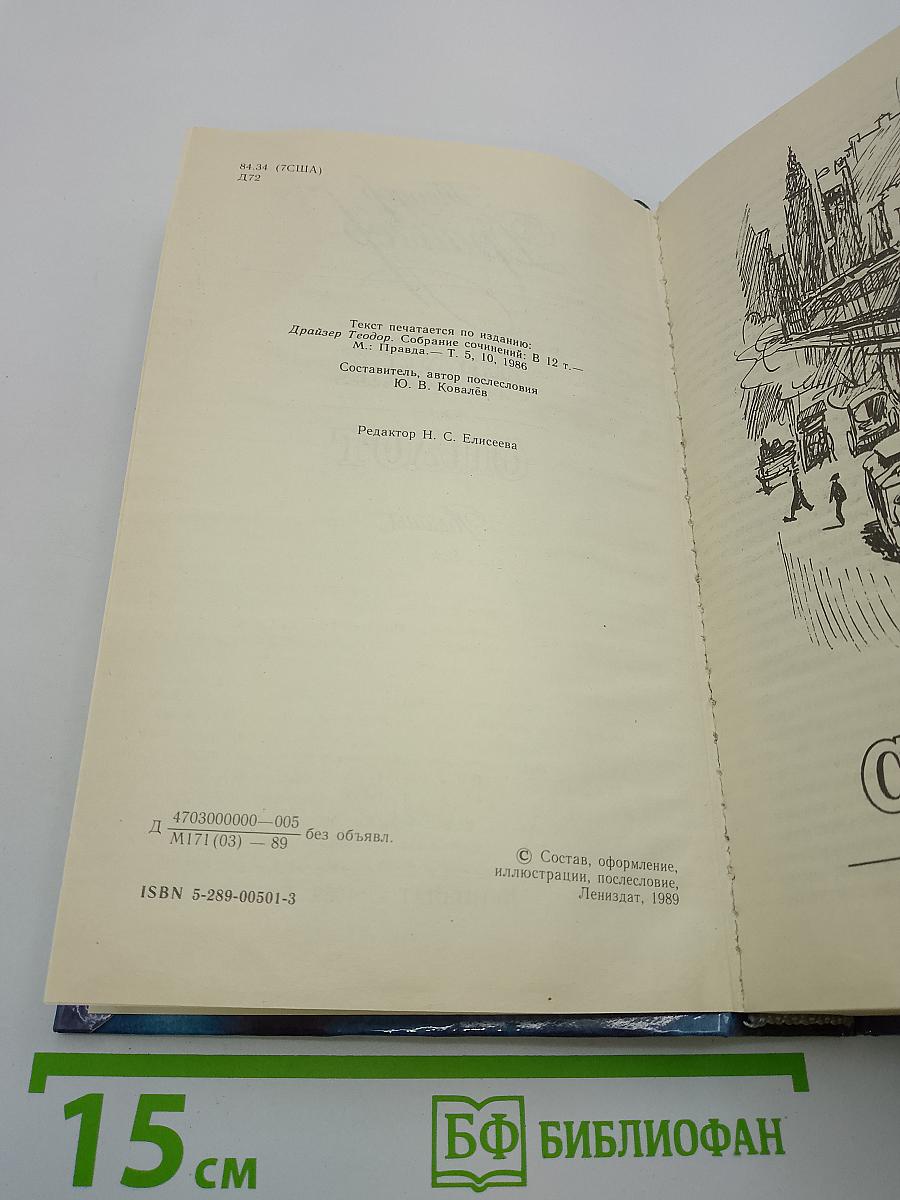 84.34 (7США)
Д72
Текст печатается по изданию:
Драйзер Теодор. Собрание сочинений: В 12 т.—
М.: Правда.— Т. 5, 10, 1986
Составитель, автор послесловия
Ю. В. Ковалёв
Редактор Н. С. Елисеева
Д 4703000000—005 без объявл.
М171(03) — 89
ISBN 5-289-00501-3
© Состав, оформление,
иллюстрации, послесловие,
Лениздат, 1989
15 см
БФ БИБЛИОФАН